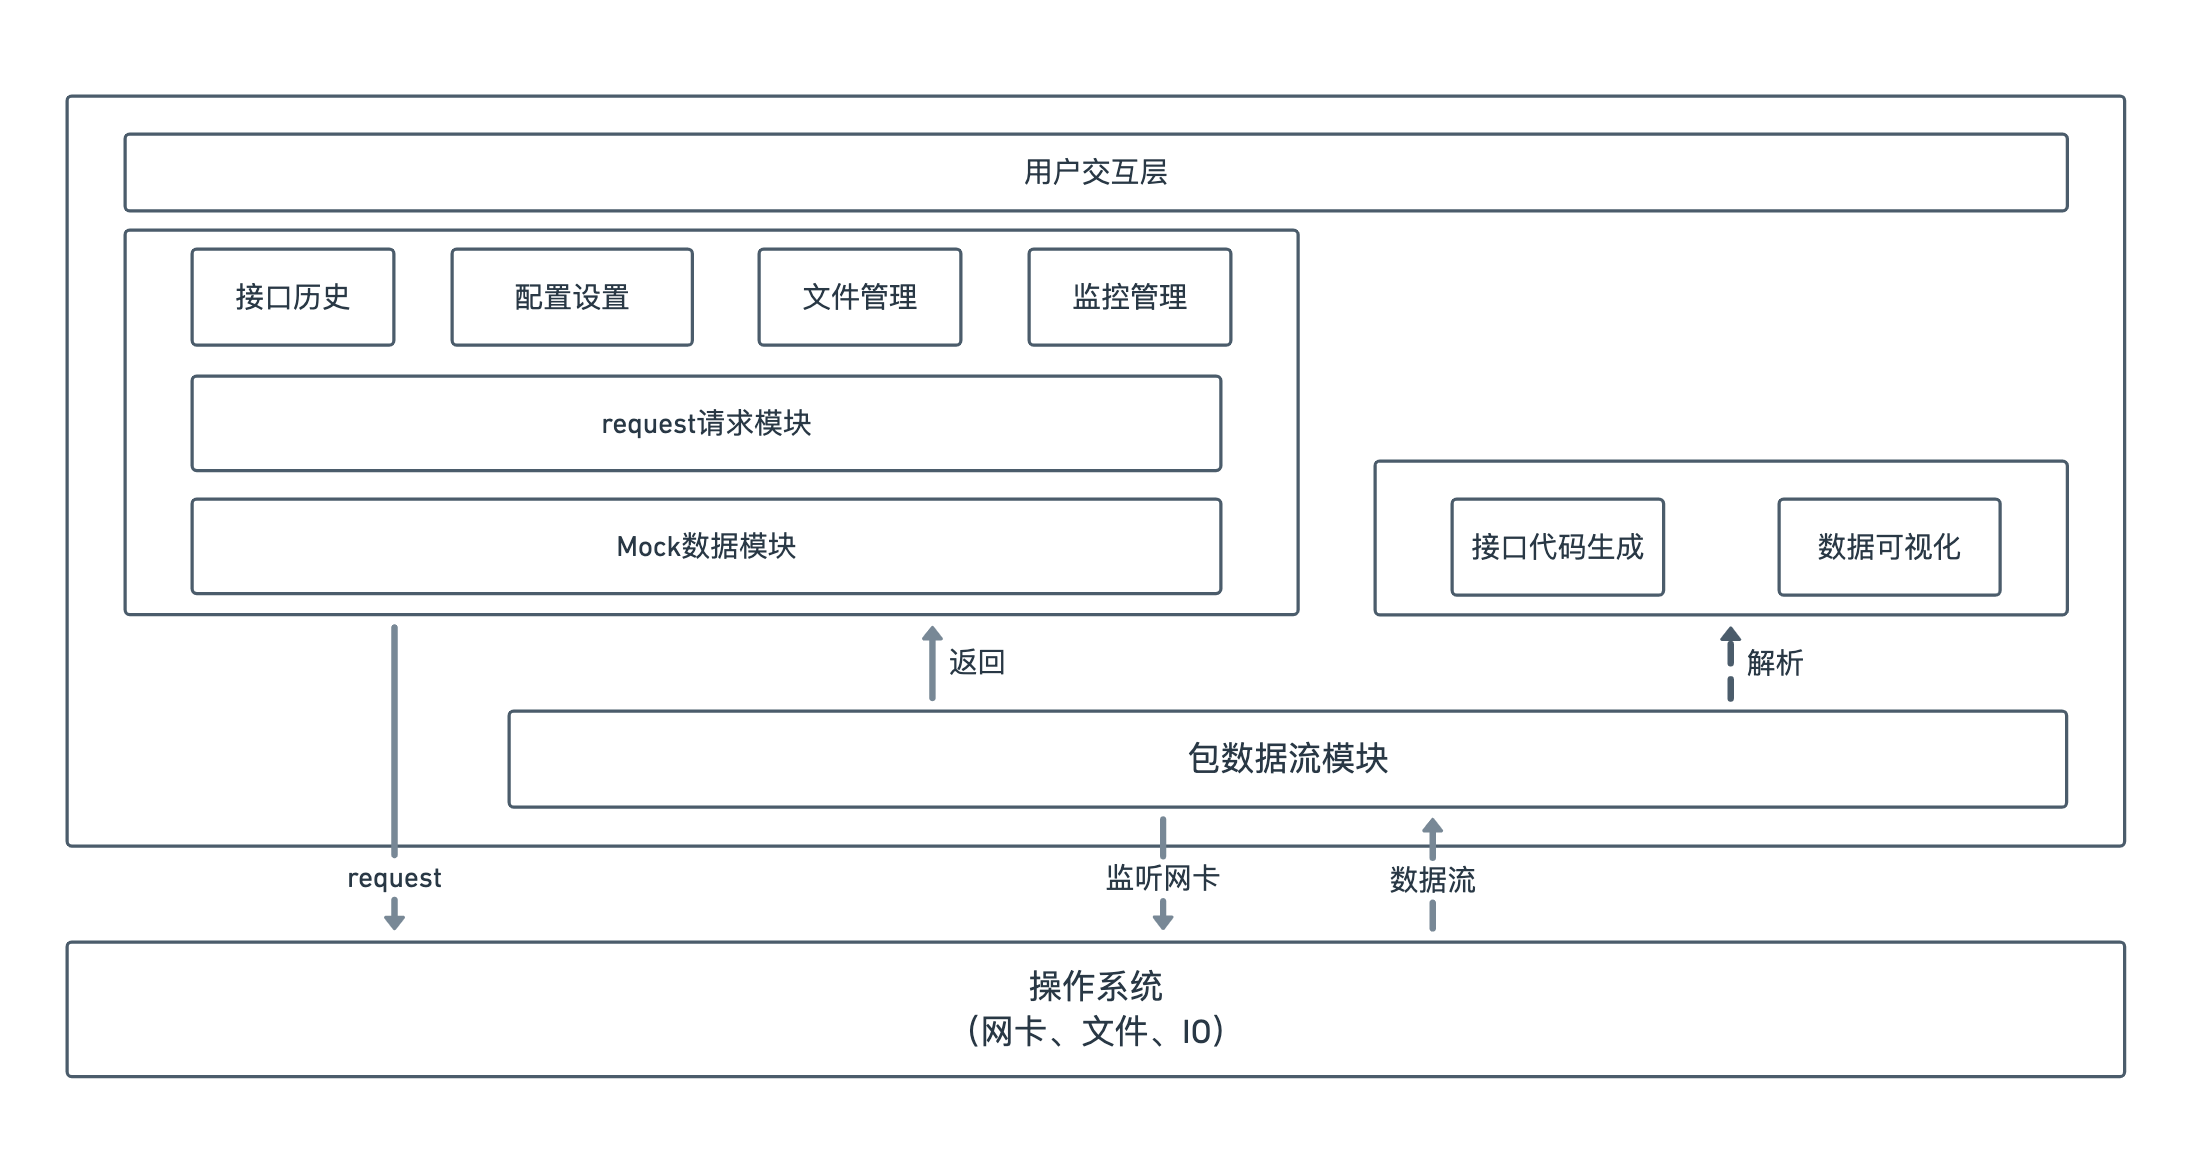 用户交互层
接口历史
配置设置
文件管理
监控管理
request请求模块
Mock数据模块
接口代码生成
数据可视化
返回
解析
包数据流模块
request
监听网卡
数据流
操作系统
(网卡、文件、IO)